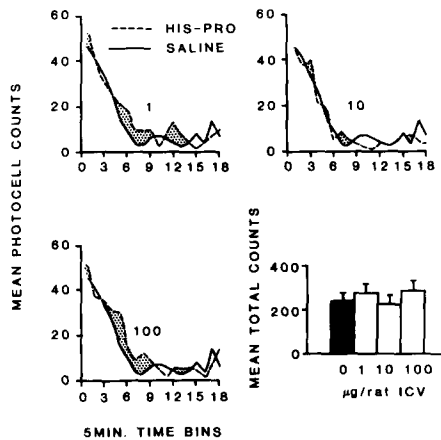 HIS-PRO
SALINE
MEAN PHOTOCELL COUNTS
60
40
20
0
1
0 3 6 9 12 15 18
60
40
20
0
10
0 3 6 9 12 15 18
60
40
20
0
100
0 3 6 9 12 15 18
5MIN. TIME BINS
MEAN TOTAL COUNTS
400
200
0
0 1 10 100
µg/rat ICV